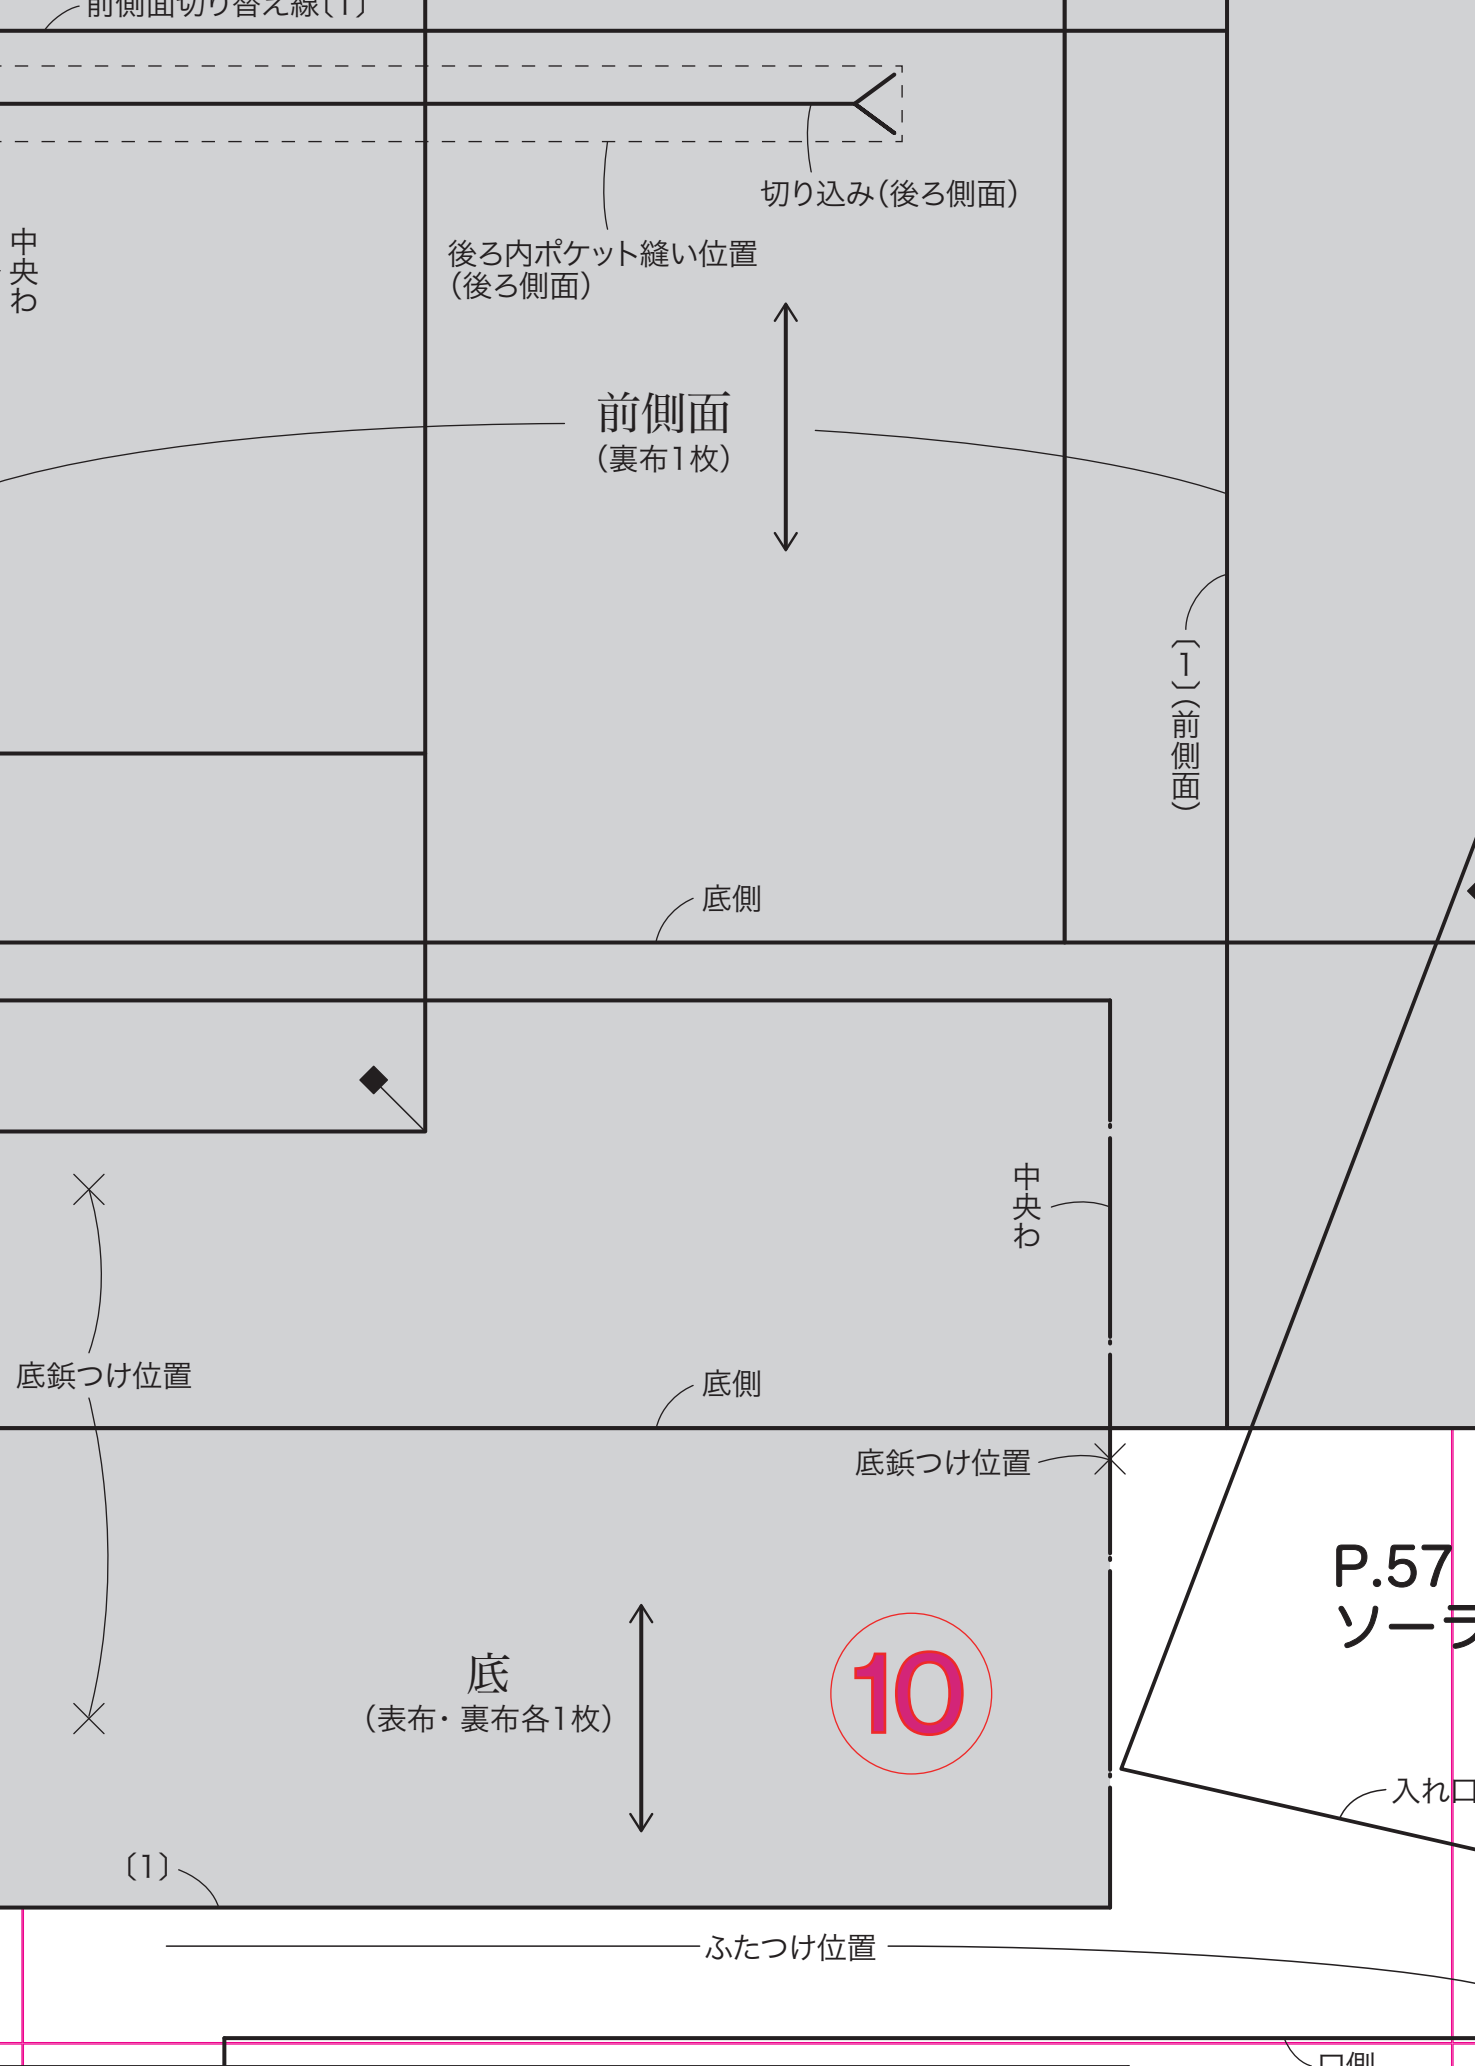 前側面切り替え線〔1〕
切り込み（後ろ側面）
後ろ内ポケット縫い位置
（後ろ側面）
中央わ
前側面
（裏布1枚）
〔1〕（前側面）
底側
中央わ
底鋲つけ位置
底側
底鋲つけ位置
P.57
ソーラ
底
（表布・裏布各1枚）
10
入れ口
〔1〕
ふたつけ位置
口側